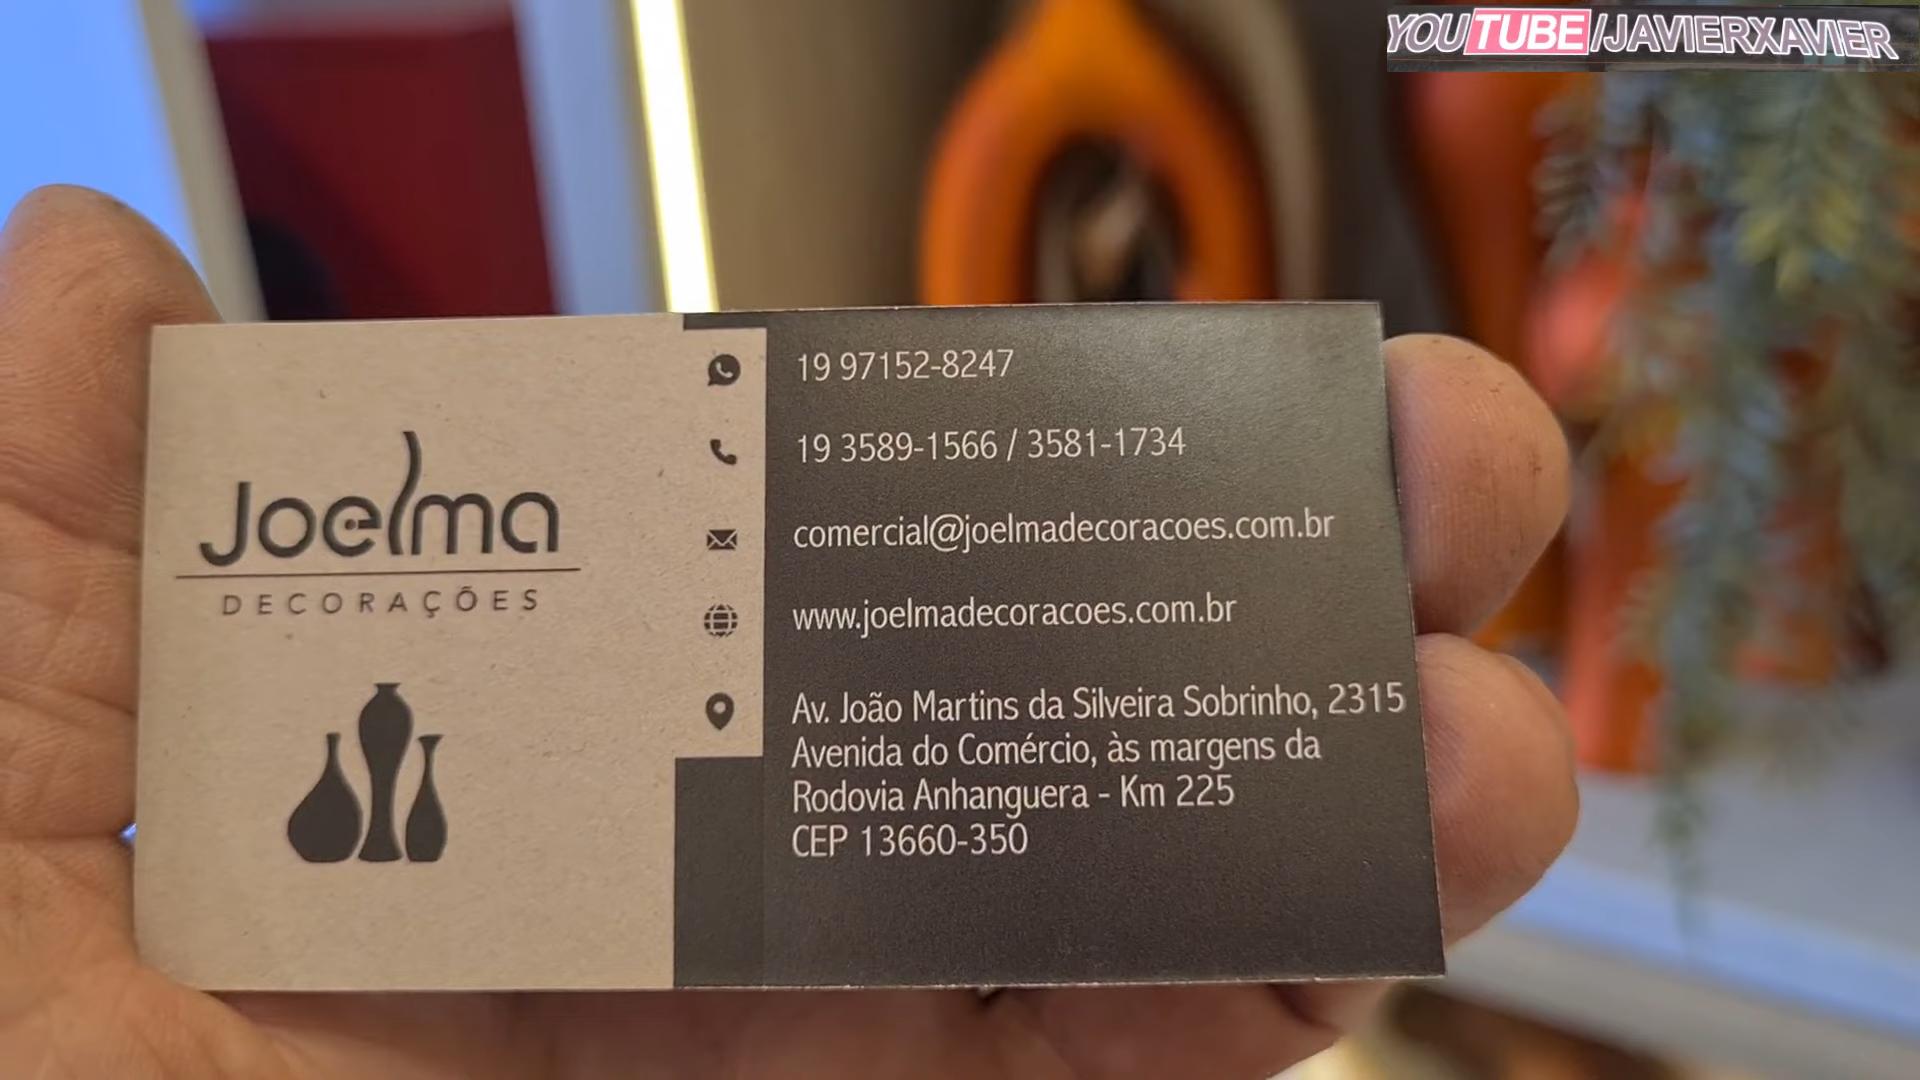 YOUTUBE/JAVIERXAVIER
Joelma
DECORAÇÕES
19 97152-8247
19 3589-1566 / 3581-1734
comercial@joelmadecoracoes.com.br
www.joelmadecoracoes.com.br
Av. João Martins da Silveira Sobrinho, 2315
Avenida do Comércio, às margens da
Rodovia Anhanguera - Km 225
CEP 13660-350